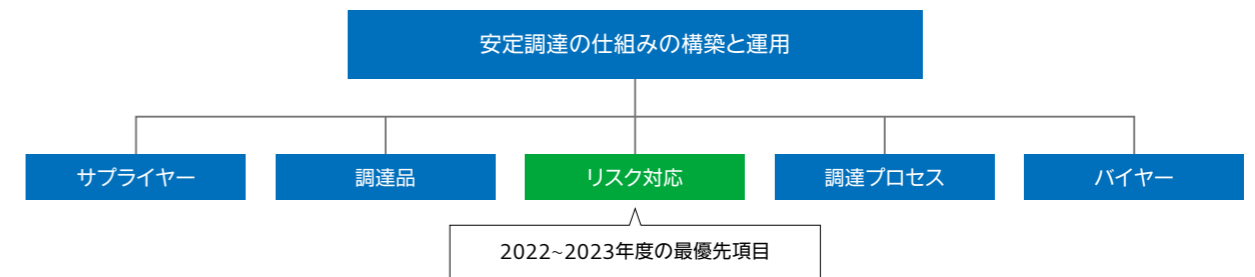 安定調達の仕組みの構築と運用
サプライヤー
調達品
リスク対応
調達プロセス
バイヤー
2022~2023年度の最優先項目